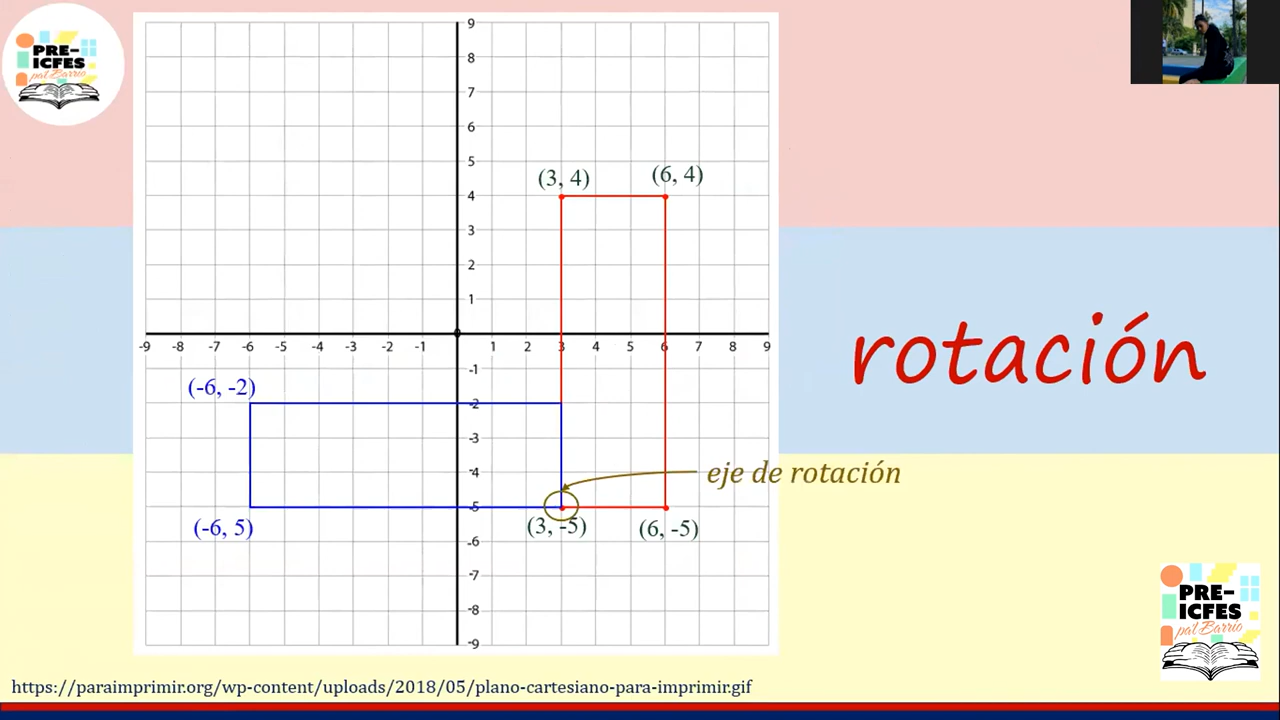 PRE-
ICFES
pal Barrio
9
8
7
6
5
4
3
2
1
0
-9 -8 -7 -6 -5 -4 -3 -2 -1 1 2 3 4 5 6 7 8 9
-1
-2
-3
-4
-5
-6
-7
-8
-9
(3, 4)
(6, 4)
(-6, -2)
(-6, 5)
(3, -5)
(6, -5)
rotación
eje de rotación
PRE-
ICFES
pal Barrio
https://paraimprimir.org/wp-content/uploads/2018/05/plano-cartesiano-para-imprimir.gif